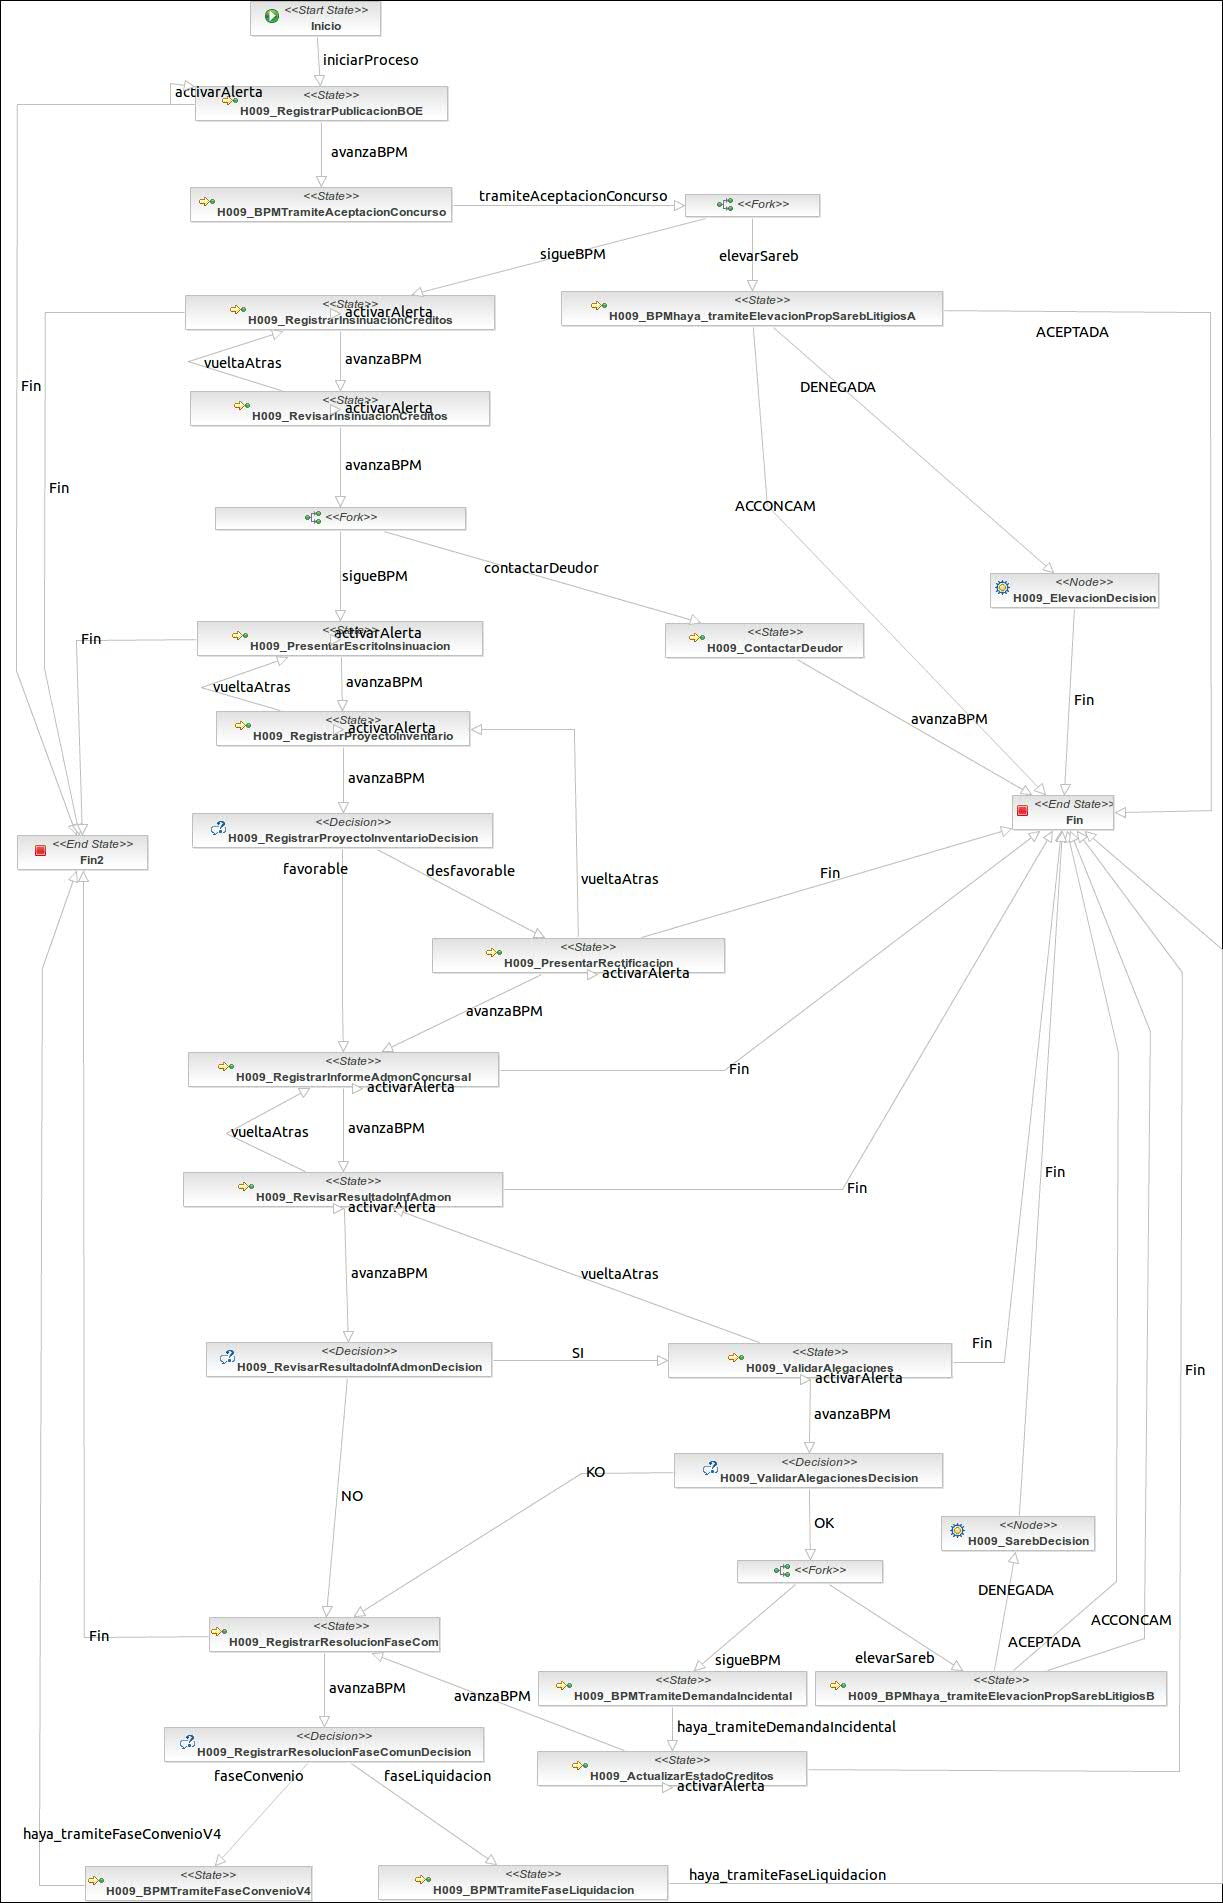 <<Start State>>
Inicio
iniciarProceso
activarAlerta
<<State>>
H009_RegistrarPublicacionBOE
avanzaBPM
<<State>>
H009_BPMTramiteAceptacionConcurso
tramiteAceptacionConcurso
<<Fork>>
sigueBPM
elevarSareb
<<State>>
activarAlerta
H009_RegistrarInsinuacionCreditos
<<State>>
H009_BPMhaya_tramiteElevacionPropSarebLitigiosA
ACEPTADA
vueltaAtras
avanzaBPM
Fin
DENEGADA
<<State>>
activarAlerta
H009_RevisarInsinuacionCreditos
avanzaBPM
Fin
ACCONCAM
<<Fork>>
contactarDeudor
sigueBPM
<<Node>>
H009_ElevacionDecision
<<State>>
activarAlerta
H009_PresentarEscritoInsinuacion
Fin
<<State>>
H009_ContactarDeudor
avanzaBPM
vueltaAtras
Fin
avanzaBPM
<<State>>
activarAlerta
H009_RegistrarProyectoInventario
avanzaBPM
<<End State>>
Fin
<<Decision>>
H009_RegistrarProyectoInventarioDecision
<<End State>>
Fin2
favorable
desfavorable
vueltaAtras
Fin
<<State>>
H009_PresentarRectificacion
activarAlerta
avanzaBPM
<<State>>
H009_RegistrarInformeAdmonConcursal
activarAlerta
Fin
vueltaAtras
avanzaBPM
<<State>>
H009_RevisarResultadoInfAdmon
activarAlerta
Fin
Fin
avanzaBPM
vueltaAtras
<<Decision>>
H009_RevisarResultadoInfAdmonDecision
SI
<<State>>
H009_ValidarAlegaciones
activarAlerta
Fin
Fin
avanzaBPM
<<Decision>>
H009_ValidarAlegacionesDecision
KO
NO
OK
<<Node>>
H009_SarebDecision
<<Fork>>
DENEGADA
ACCONCAM
ACEPTADA
<<State>>
H009_RegistrarResolucionFaseCom
Fin
sigueBPM
elevarSareb
<<State>>
H009_BPMTramiteDemandaIncidental
<<State>>
H009_BPMhaya_tramiteElevacionPropSarebLitigiosB
avanzaBPM
avanzaBPM
haya_tramiteDemandaIncidental
<<Decision>>
H009_RegistrarResolucionFaseComunDecision
<<State>>
H009_ActualizarEstadoCreditos
activarAlerta
faseConvenio
faseLiquidacion
haya_tramiteFaseConvenioV4
<<State>>
H009_BPMTramiteFaseConvenioV4
<<State>>
H009_BPMTramiteFaseLiquidacion
haya_tramiteFaseLiquidacion